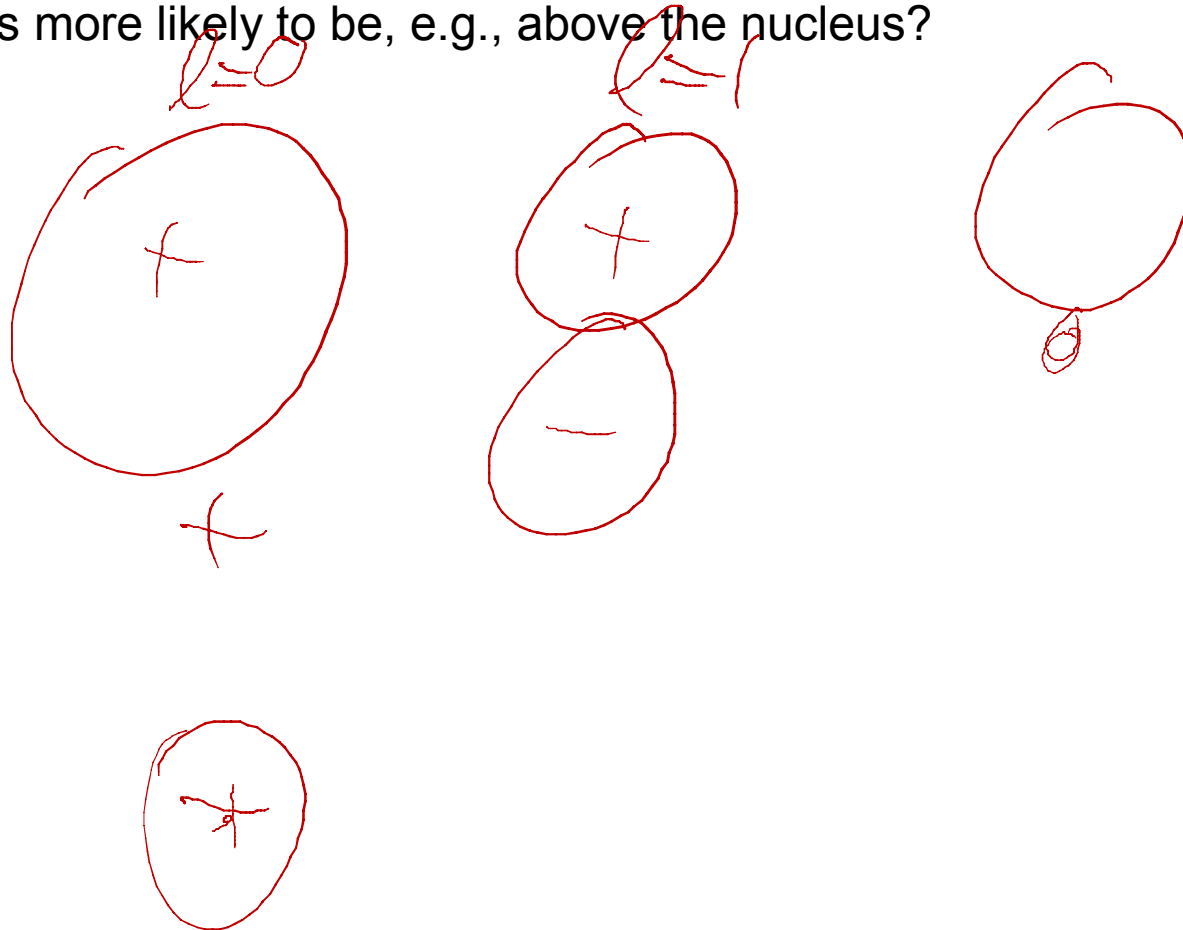 s more likely to be, e.g., above the nucleus?
l=0 l=1
+ +
-
+
+